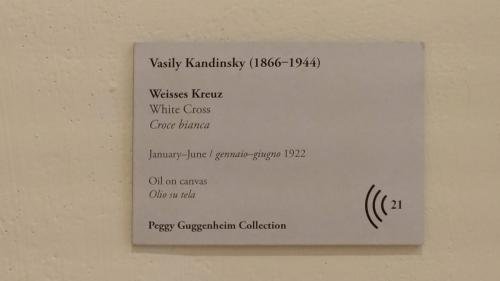 Vasily Kandinsky (1866–1944)
Weisses Kreuz
White Cross
Croce bianca
January–June / gennaio–giugno 1922
Oil on canvas
Olio su tela
21
Peggy Guggenheim Collection